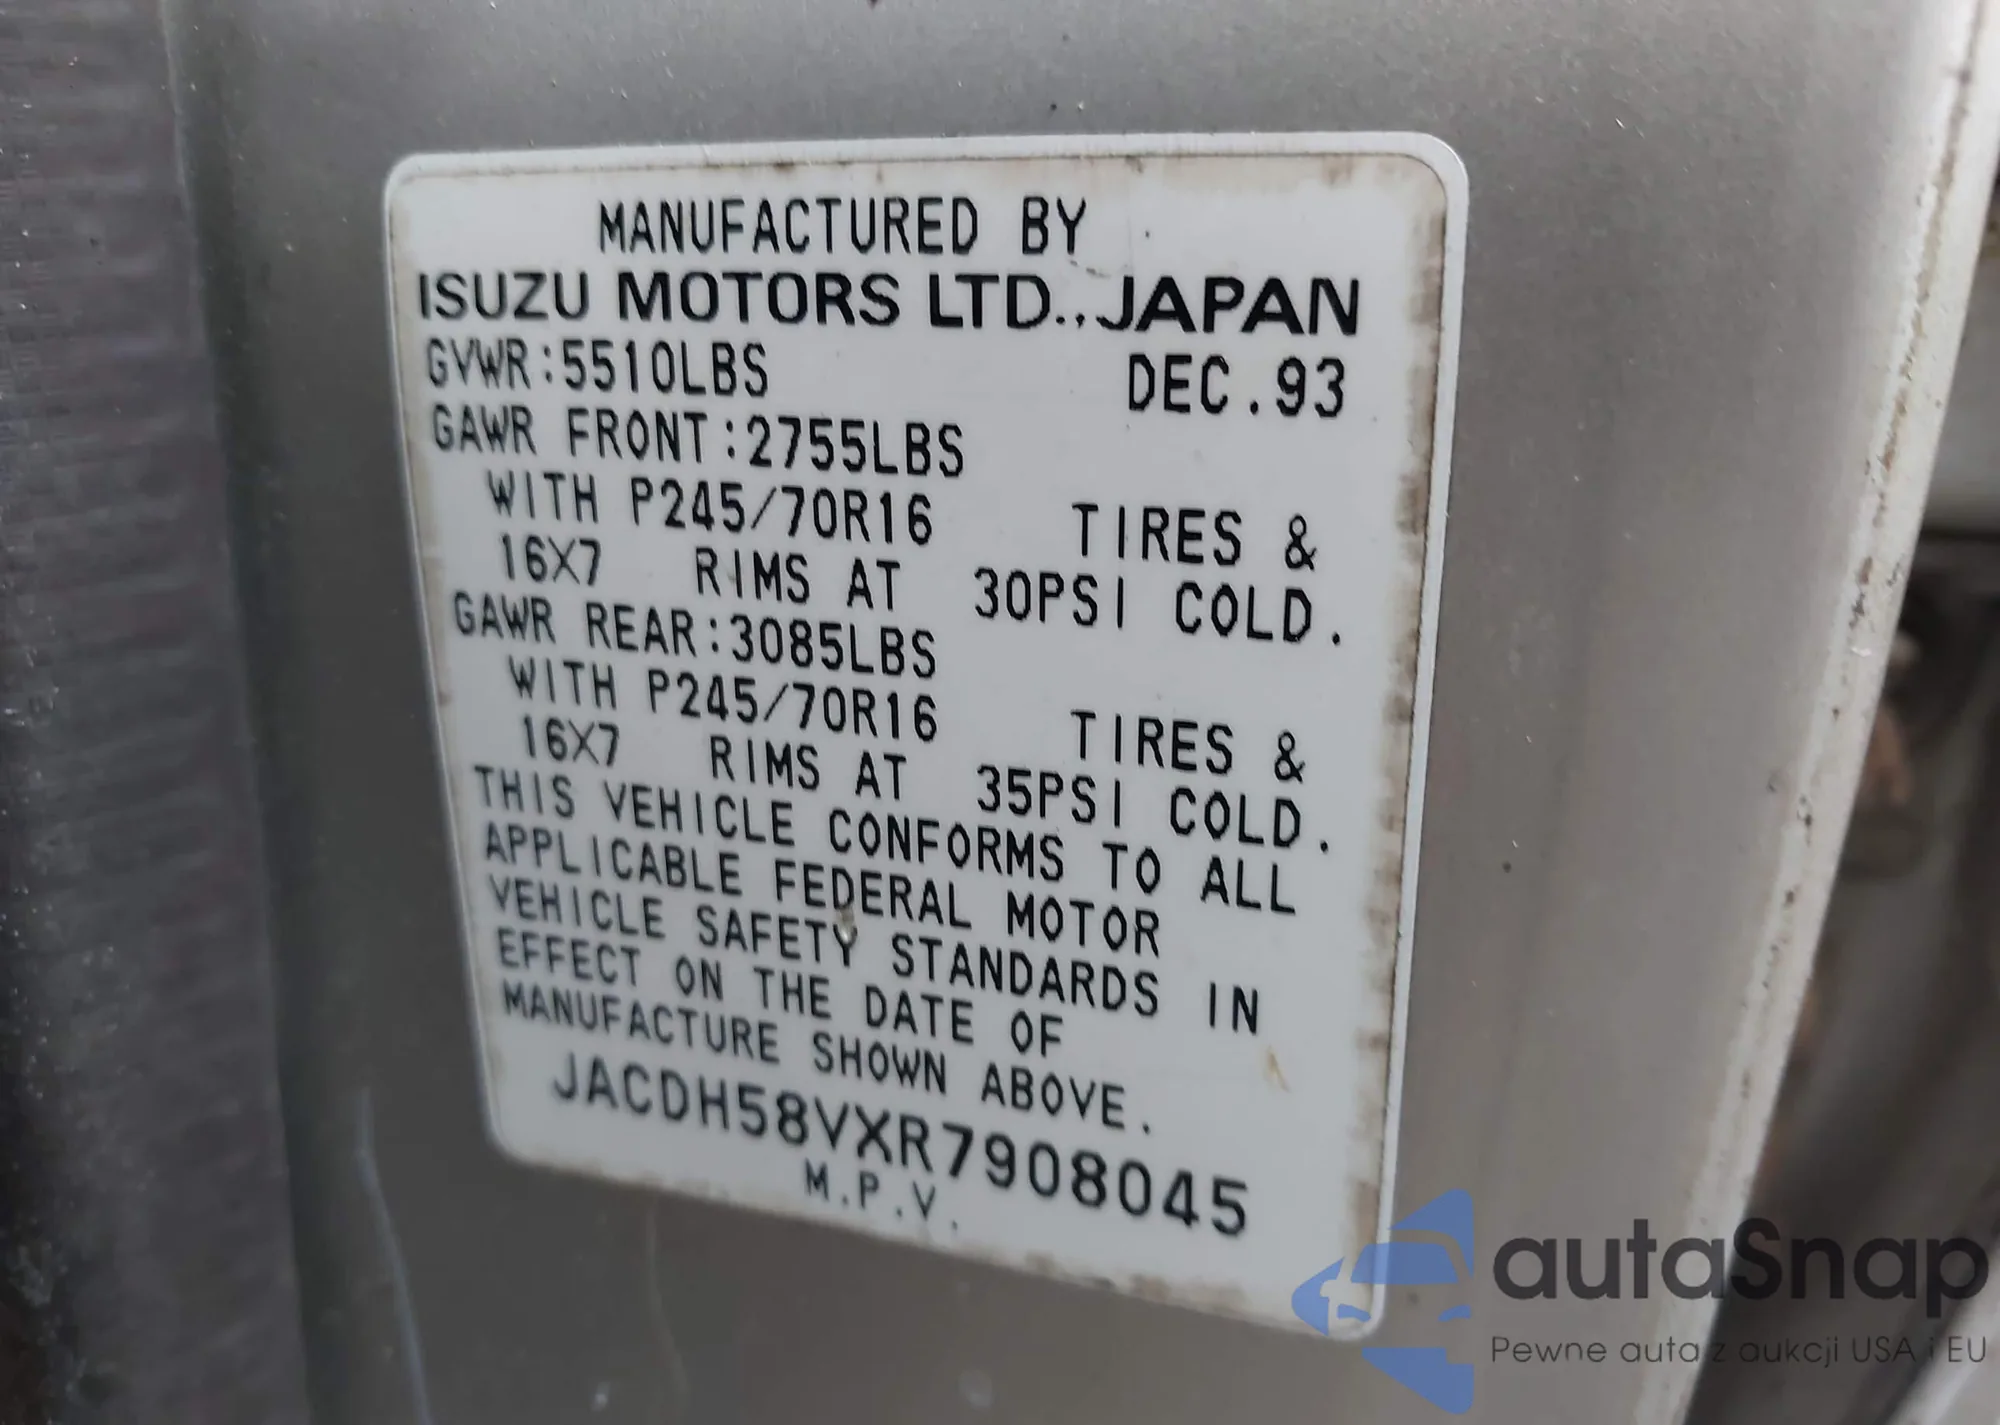 MANUFACTURED BY
ISUZU MOTORS LTD., JAPAN
GVWR:5510LBS DEC.93
GAWR FRONT:2755LBS
WITH P245/70R16 TIRES &
16X7 RIMS AT 30PSI COLD.
GAWR REAR:3085LBS
WITH P245/70R16 TIRES &
16X7 RIMS AT 35PSI COLD.
THIS VEHICLE CONFORMS TO ALL
APPLICABLE FEDERAL MOTOR
VEHICLE SAFETY STANDARDS IN
EFFECT ON THE DATE OF
MANUFACTURE SHOWN ABOVE.
JACDH58VXR7908045
M.P.V.
autaSnap
Pewne auta z aukcji USA i EU